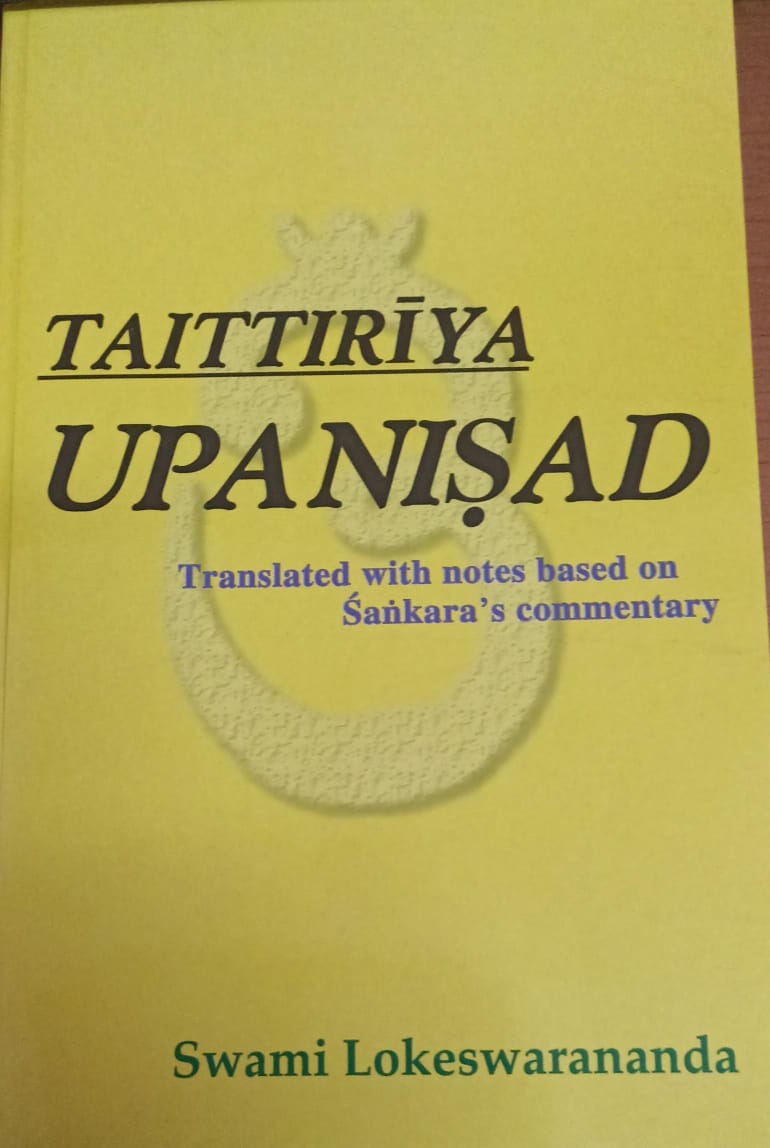 TAITTIRĪYA
UPANIṢAD
Translated with notes based on
Śaṅkara's commentary
Swami Lokeswarananda